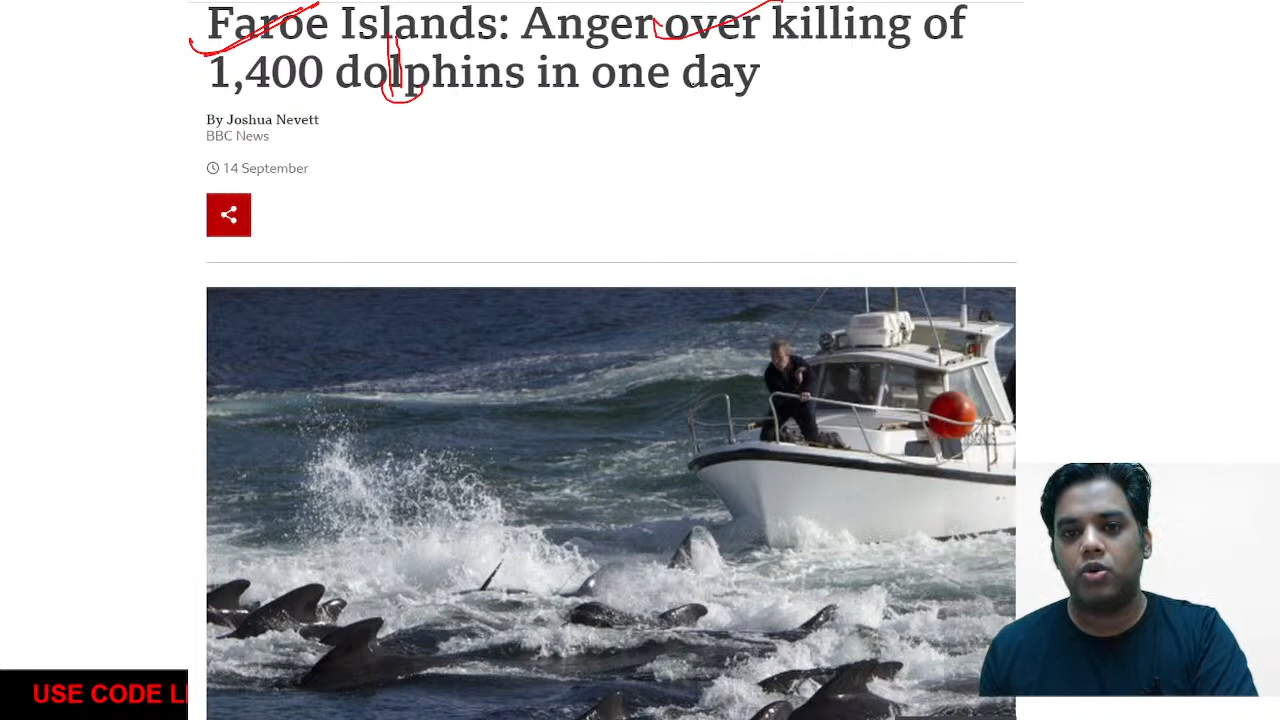 Faroe Islands: Anger over killing of
1,400 dolphins in one day
By Joshua Nevett
BBC News
14 September
USE CODE